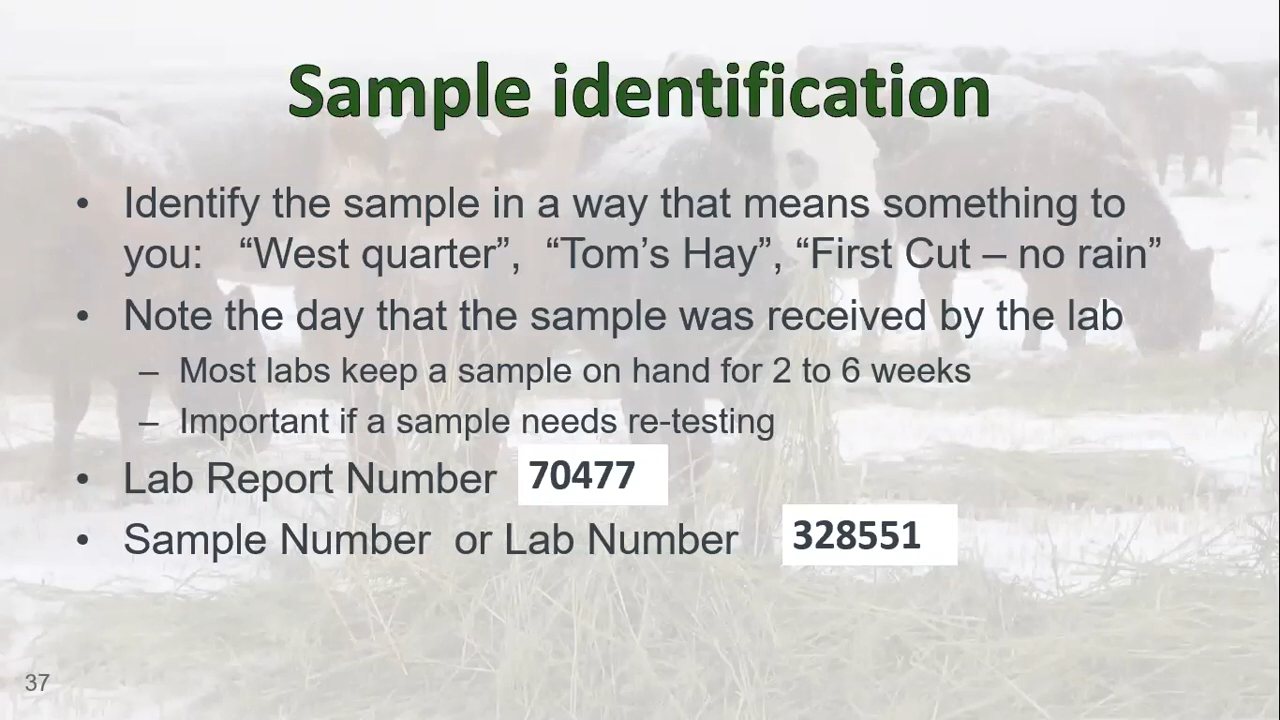 Sample identification
• Identify the sample in a way that means something to
you: “West quarter”, “Tom’s Hay”, “First Cut – no rain”
• Note the day that the sample was received by the lab
– Most labs keep a sample on hand for 2 to 6 weeks
– Important if a sample needs re-testing
• Lab Report Number 70477
• Sample Number or Lab Number 328551
37